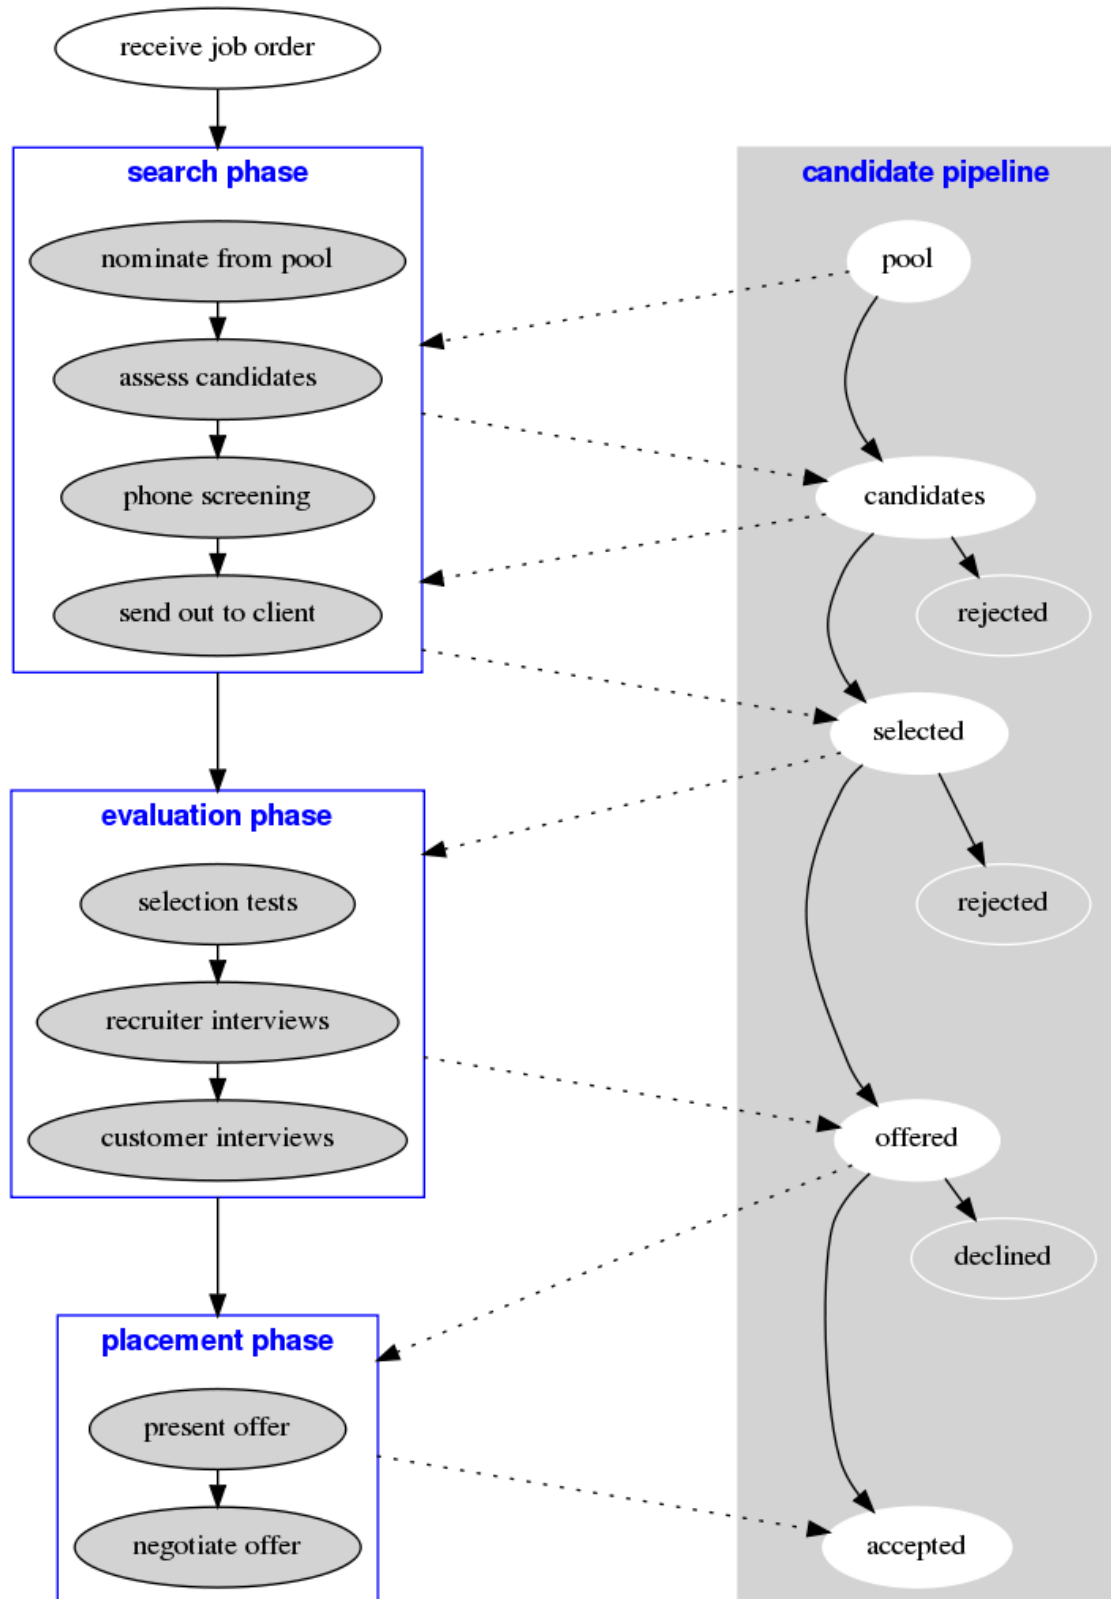 receive job order
search phase
nominate from pool
assess candidates
phone screening
send out to client
evaluation phase
selection tests
recruiter interviews
customer interviews
placement phase
present offer
negotiate offer
candidate pipeline
pool
candidates
rejected
selected
rejected
offered
declined
accepted